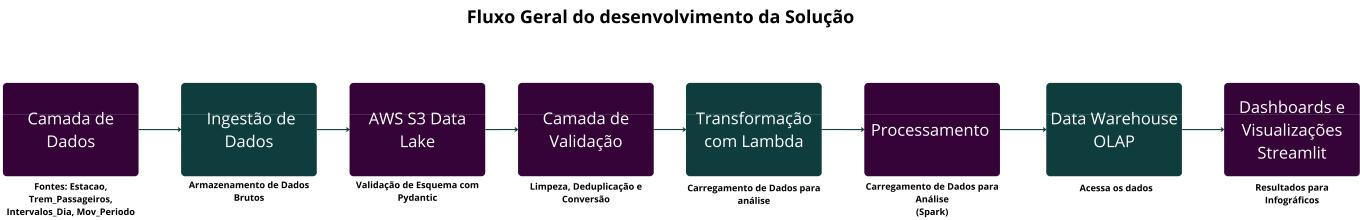 Fluxo Geral do desenvolvimento da Solução
Camada de
Dados
Fontes: Estacao,
Trem_Passageiros,
Intervalos_Dia, Mov_Periodo
Ingestão de
Dados
Armazenamento de Dados
Brutos
AWS S3 Data
Lake
Validação de Esquema com
Pydantic
Camada de
Validação
Limpeza, Deduplicação e
Conversão
Transformação
com Lambda
Carregamento de Dados para
análise
Processamento
Carregamento de Dados para
Análise
(Spark)
Data Warehouse
OLAP
Acessa os dados
Dashboards e
Visualizações
Streamlit
Resultados para
Infográficos